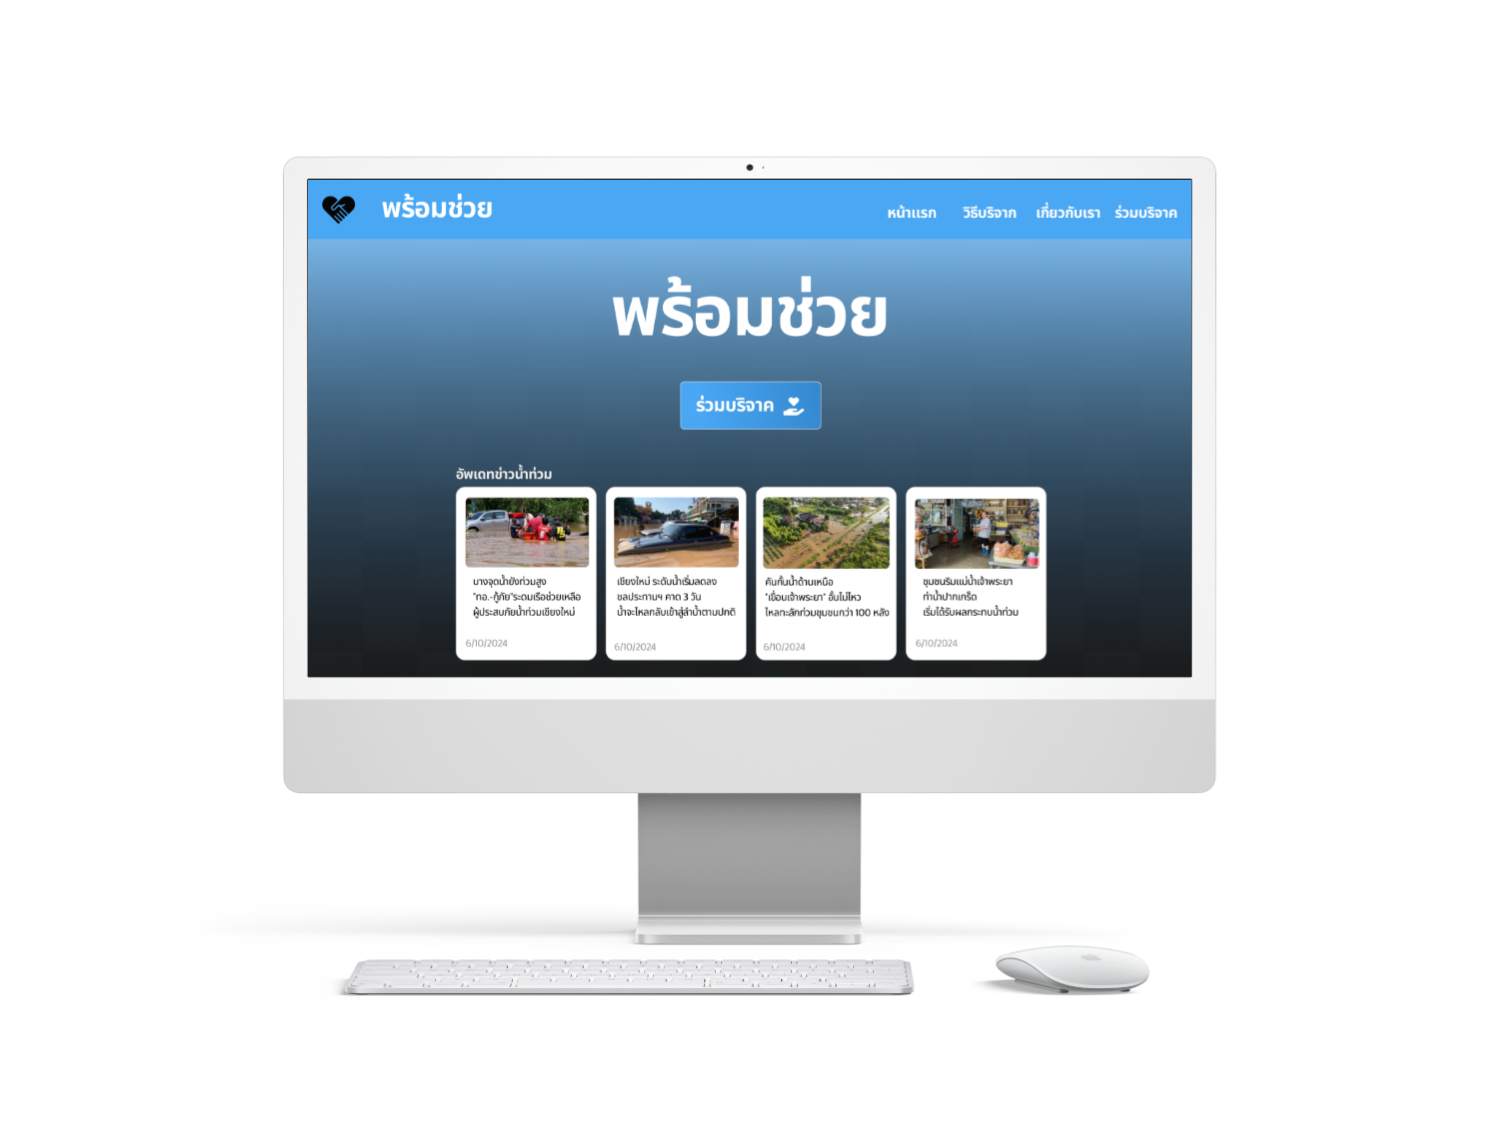 พร้อมช่วย
หน้าแรก วิธีบริจาก เกี่ยวกับเรา ร่วมบริจาค
พร้อมช่วย
ร่วมบริจาค
อัพเดทข่าวน้ำท่วม
บางจุดน้ำยังท่วมสูง
"ทอ.-กู้ภัย"ระดมเรือช่วยเหลือ
ผู้ประสบภัยน้ำท่วมเชียงใหม่
6/10/2024
เชียงใหม่ ระดับน้ำเริ่มลดลง
ชลประทานฯ คาด 3 วัน
น้ำจะไหลกลับเข้าสู่ลำน้ำตามปกติ
6/10/2024
คันกั้นน้ำด้านเหนือ
"เขื่อนเจ้าพระยา" อั้นไม่ไหว
ไหลทะลักท่วมชุมชนกว่า 100 หลัง
6/10/2024
ชุมชนริมแม่น้ำเจ้าพระยา
ท่าน้ำปากเกร็ด
เริ่มได้รับผลกระทบน้ำท่วม
6/10/2024